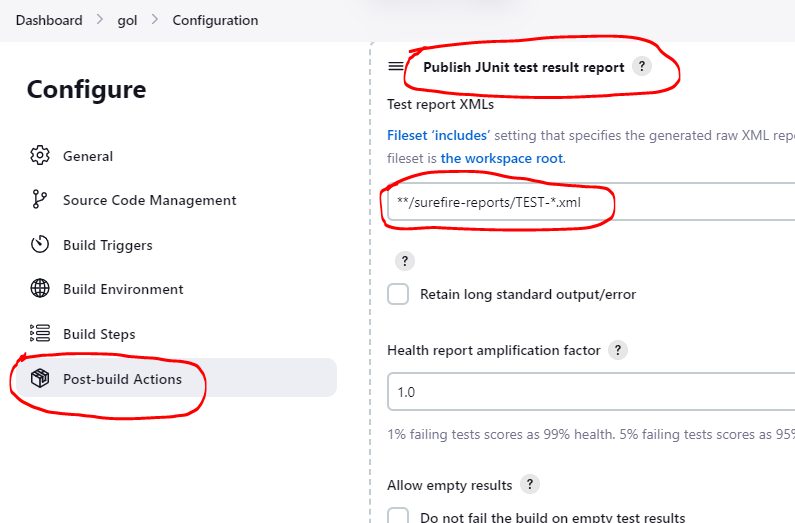 Dashboard > gol > Configuration
Configure
General
Source Code Management
Build Triggers
Build Environment
Build Steps
Post-build Actions
Publish JUnit test result report ?
Test report XMLs
Fileset ‘includes’ setting that specifies the generated raw XML rep
fileset is the workspace root.
**/surefire-reports/TEST-*.xml
?
Retain long standard output/error
Health report amplification factor ?
1.0
1% failing tests scores as 99% health. 5% failing tests scores as 95%
Allow empty results ?
Do not fail the build on empty test results